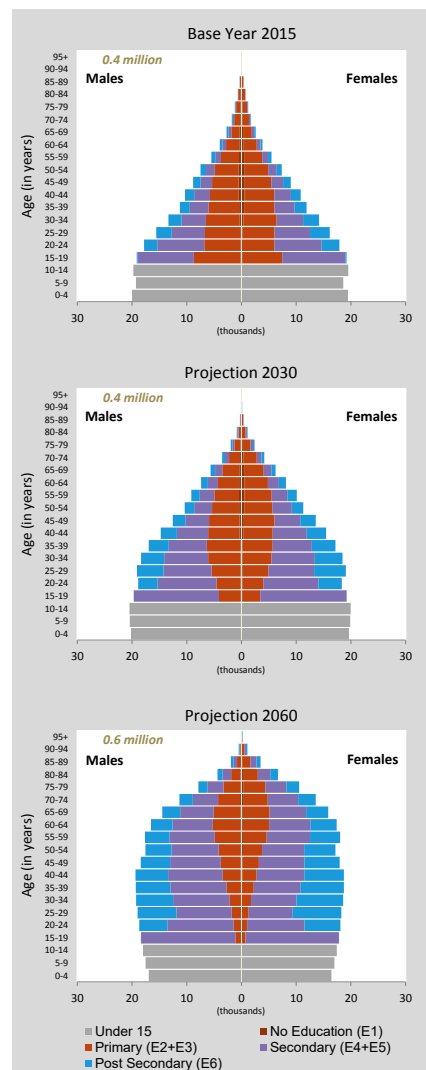 Base Year 2015
0.4 million
Males
Females
Age (in years)
95+
90-94
85-89
80-84
75-79
70-74
65-69
60-64
55-59
50-54
45-49
40-44
35-39
30-34
25-29
20-24
15-19
10-14
5-9
0-4
30 20 10 0 10 20 30
(thousands)
Projection 2030
0.4 million
Males
Females
Age (in years)
95+
90-94
85-89
80-84
75-79
70-74
65-69
60-64
55-59
50-54
45-49
40-44
35-39
30-34
25-29
20-24
15-19
10-14
5-9
0-4
30 20 10 0 10 20 30
(thousands)
Projection 2060
0.6 million
Males
Females
Age (in years)
95+
90-94
85-89
80-84
75-79
70-74
65-69
60-64
55-59
50-54
45-49
40-44
35-39
30-34
25-29
20-24
15-19
10-14
5-9
0-4
30 20 10 0 10 20 30
(thousands)
Under 15
No Education (E1)
Primary (E2+E3)
Secondary (E4+E5)
Post Secondary (E6)